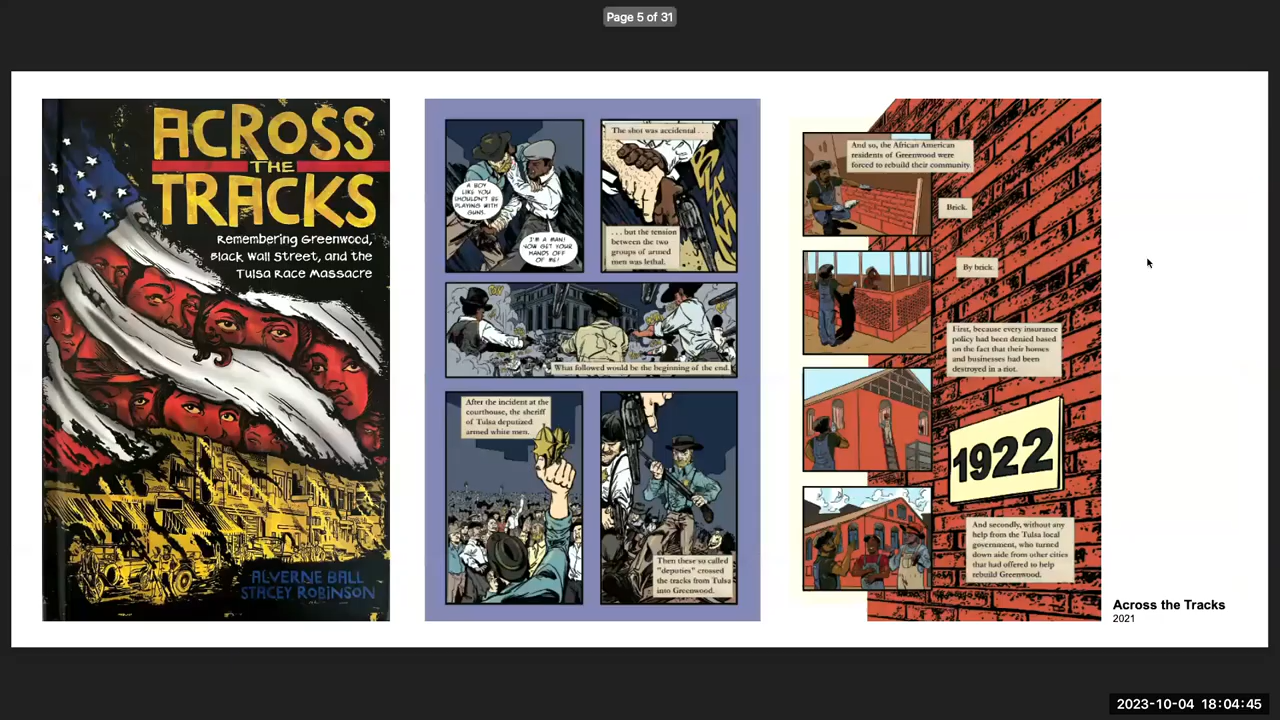 Page 5 of 31
ACROSS
THE
TRACKS
Remembering Greenwood,
Black Wall Street, and the
Tulsa Race Massacre
ALVERNE BALL
STACEY ROBINSON
A BOY
LIKE YOU
SHOULDN'T BE
PLAYING WITH
GUNS.
I'M A MAN!
NOW GET YOUR
HANDS OFF
OF ME!
The shot was accidental . . .
BLAM
. . . but the tension
between the two
groups of armed
men was lethal.
What followed would be the beginning of the end.
After the incident at the
courthouse, the sheriff
of Tulsa deputized
armed white men.
Then these so called
"deputies" crossed
the tracks from Tulsa
into Greenwood.
And so, the African American
residents of Greenwood were
forced to rebuild their community.
Brick.
By brick.
First, because every insurance
policy had been denied based
on the fact that their homes
and businesses had been
destroyed in a riot.
1922
And secondly, without any
help from the Tulsa local
government, who turned
down aide from other cities
that had offered to help
rebuild Greenwood.
Across the Tracks
2021
2023-10-04 18:04:45